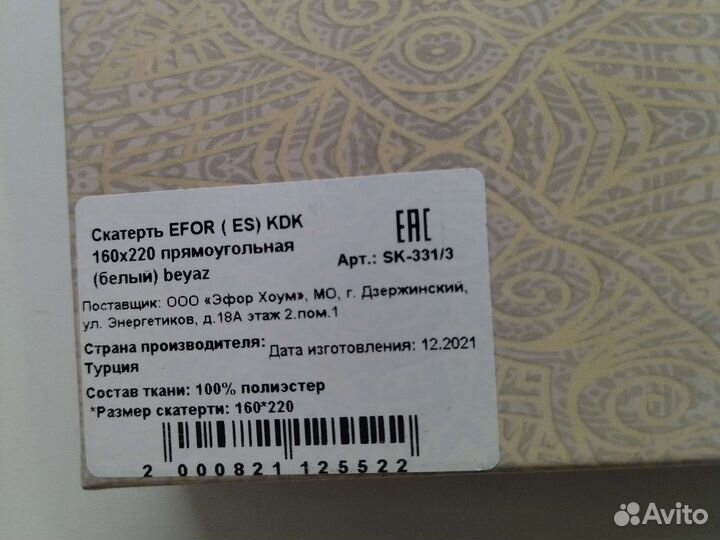 Скатерть EFOR ( ES) KDK
160x220 прямоугольная
(белый) beyaz
EAC
Арт.: SK-331/3
Поставщик: ООО «Эфор Хоум», МО, г. Дзержинский,
ул. Энергетиков, д.18А этаж 2.пом.1
Страна производителя:
Турция
Дата изготовления: 12.2021
Состав ткани: 100% полиэстер
*Размер скатерти: 160*220
2 000821 125522
Avito